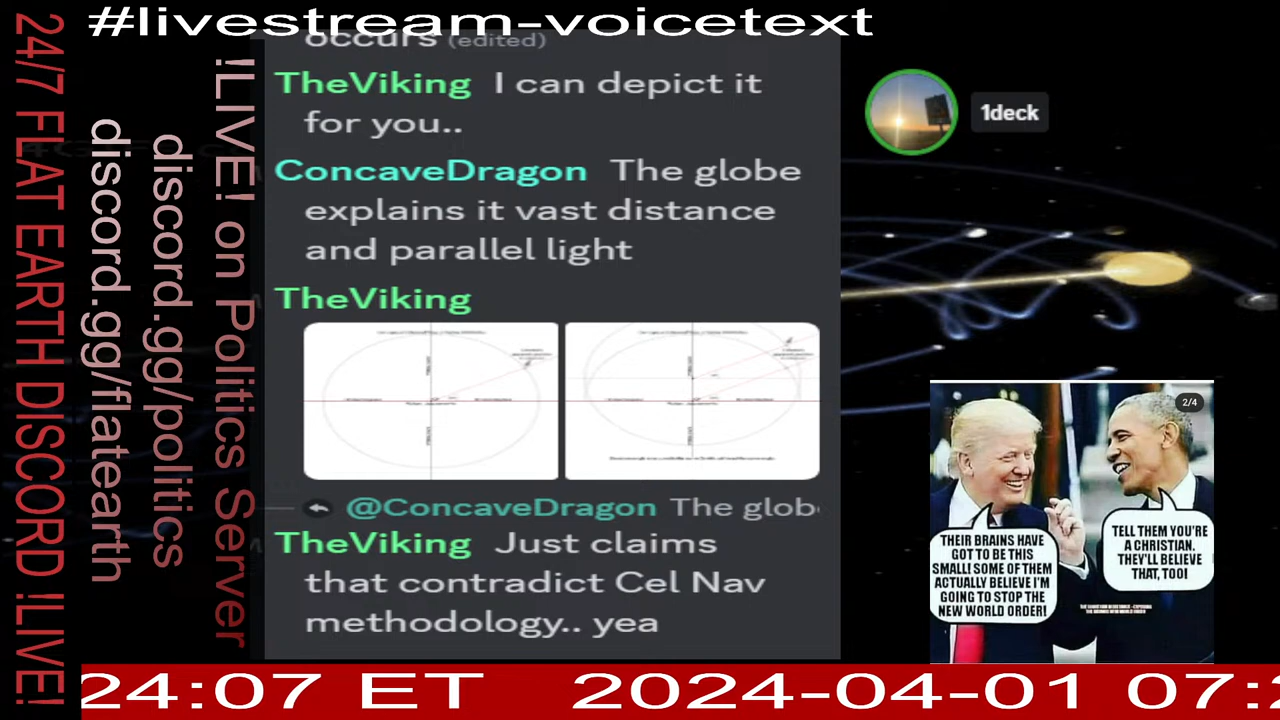 #livestream-voicetext
24/7 FLAT EARTH DISCORD !LIVE!
discord.gg/flatearth
discord.gg/politics
!LIVE! on Politics Server
occurs (edited)
TheViking I can depict it
for you..
ConcaveDragon The globe
explains it vast distance
and parallel light
TheViking
@ConcaveDragon The glob
TheViking Just claims
that contradict Cel Nav
methodology.. yea
1deck
2/4
THEIR BRAINS HAVE
GOT TO BE THIS
SMALL! SOME OF THEM
ACTUALLY BELIEVE I'M
GOING TO STOP THE
NEW WORLD ORDER!
TELL THEM YOU'RE
A CHRISTIAN.
THEY'LL BELIEVE
THAT, TOO!
24:07 ET 2024-04-01 07:2